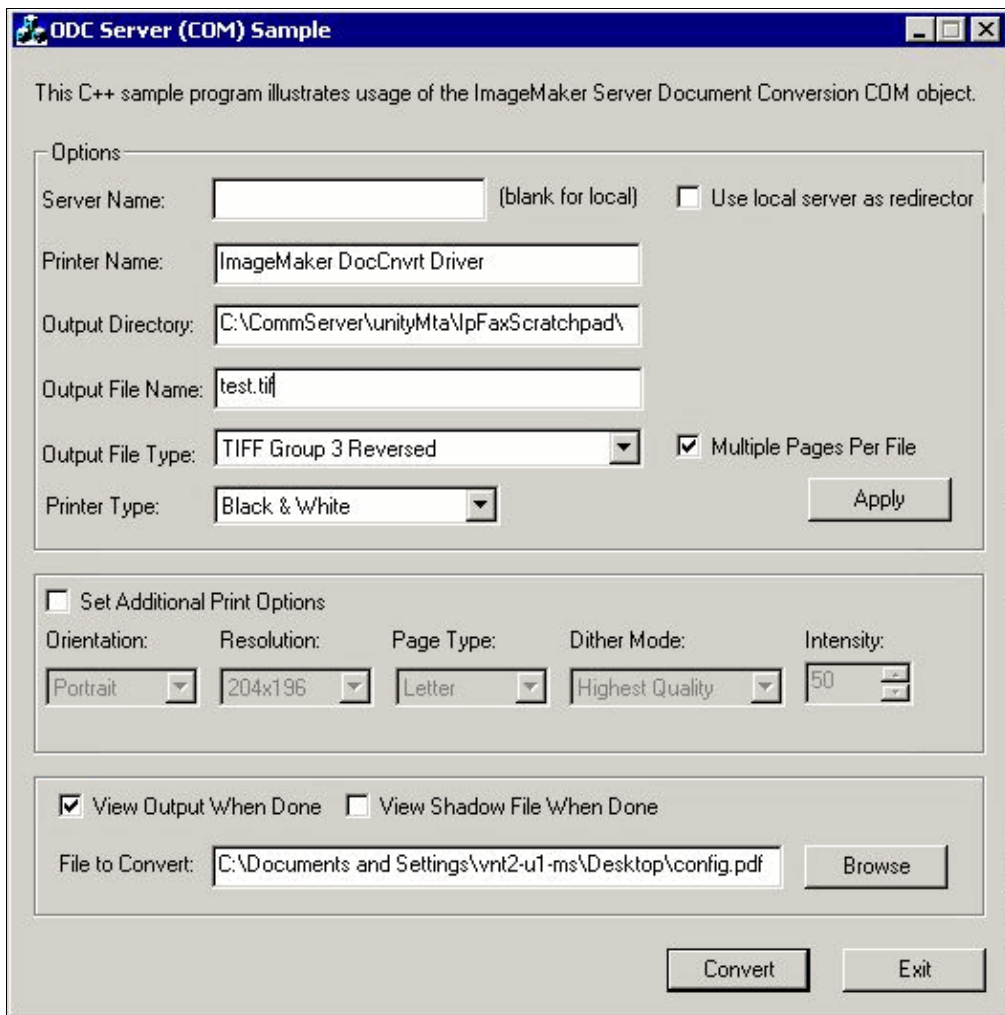 ODC Server (COM) Sample
This C++ sample program illustrates usage of the ImageMaker Server Document Conversion COM object.
Options
Server Name: (blank for local) Use local server as redirector
Printer Name: ImageMaker DocCnvrt Driver
Output Directory: C:\CommServer\unityMta\IpFaxScratchpad\
Output File Name: test.tif
Output File Type: TIFF Group 3 Reversed Multiple Pages Per File
Printer Type: Black & White Apply
Set Additional Print Options
Orientation: Resolution: Page Type: Dither Mode: Intensity:
Portrait 204x196 Letter Highest Quality 50
View Output When Done View Shadow File When Done
File to Convert: C:\Documents and Settings\vnt2-u1-ms\Desktop\config.pdf Browse
Convert Exit